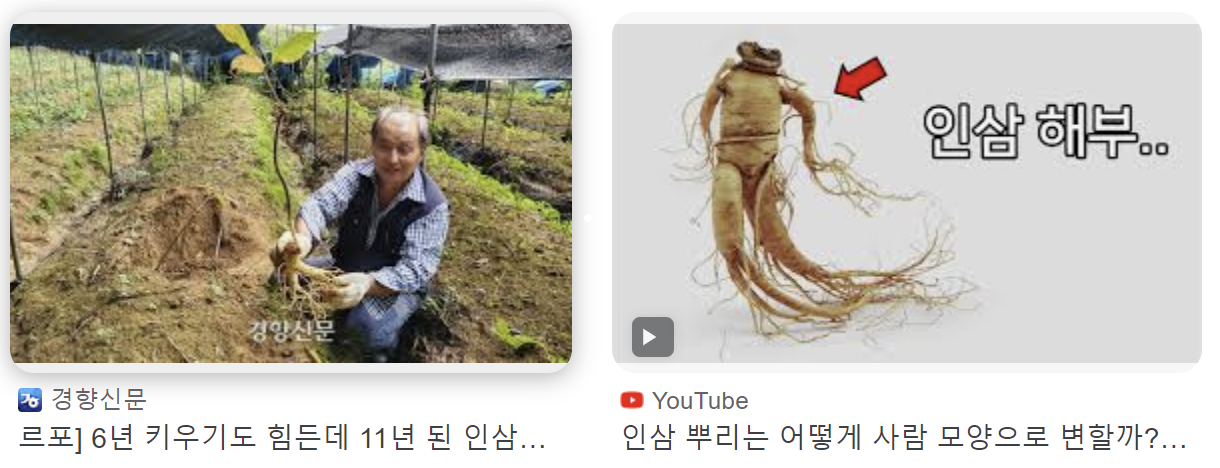 인삼 해부..
경향신문
경향신문
르포] 6년 키우기도 힘든데 11년 된 인삼...
YouTube
인삼 뿌리는 어떻게 사람 모양으로 변할까?...